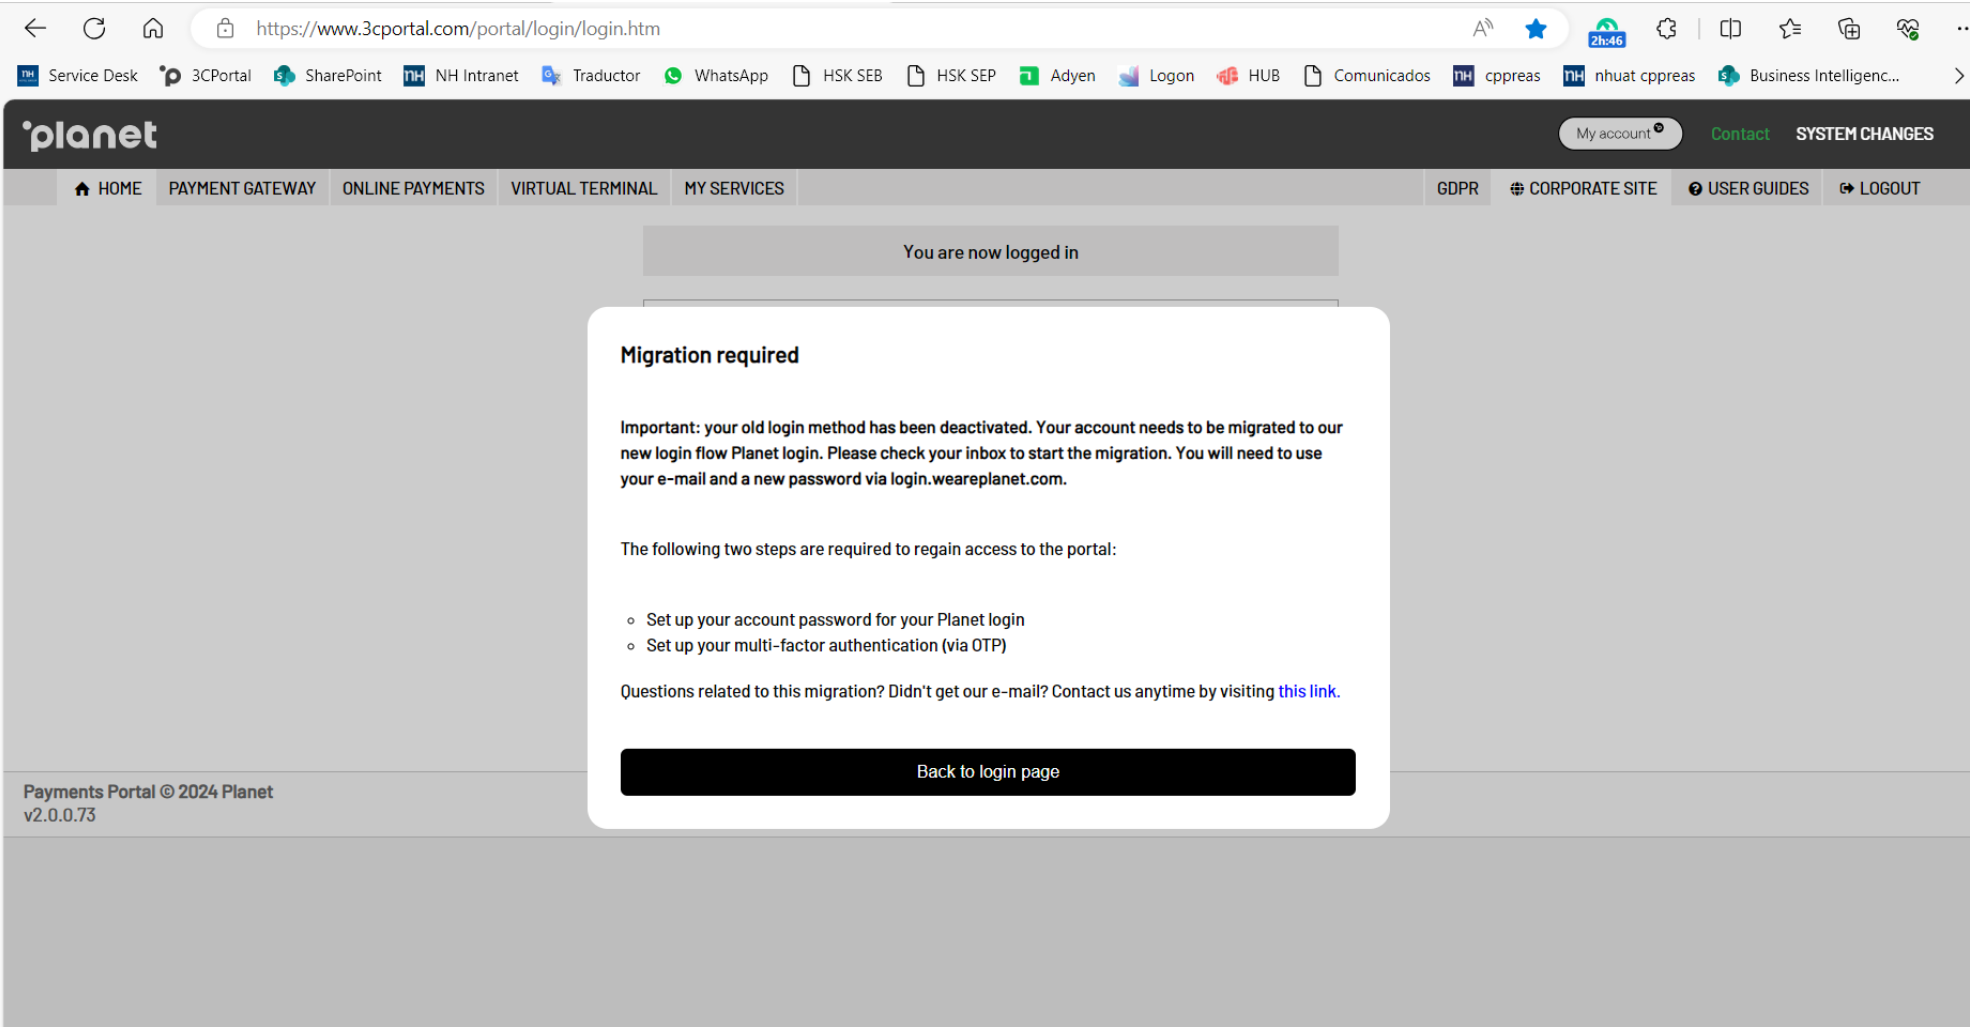 https://www.3cportal.com/portal/login/login.htm
2h:46
Service Desk 3CPortal SharePoint NH Intranet Traductor WhatsApp HSK SEB HSK SEP Adyen Logon HUB Comunicados cppreas nhuat cppreas Business Intelligenc...
planet My account Contact SYSTEM CHANGES
HOME PAYMENT GATEWAY ONLINE PAYMENTS VIRTUAL TERMINAL MY SERVICES GDPR CORPORATE SITE USER GUIDES LOGOUT
You are now logged in
Migration required
Important: your old login method has been deactivated. Your account needs to be migrated to our
new login flow Planet login. Please check your inbox to start the migration. You will need to use
your e-mail and a new password via login.weareplanet.com.
The following two steps are required to regain access to the portal:
Set up your account password for your Planet login
Set up your multi-factor authentication (via OTP)
Questions related to this migration? Didn't get our e-mail? Contact us anytime by visiting this link.
Back to login page
Payments Portal © 2024 Planet
v2.0.0.73